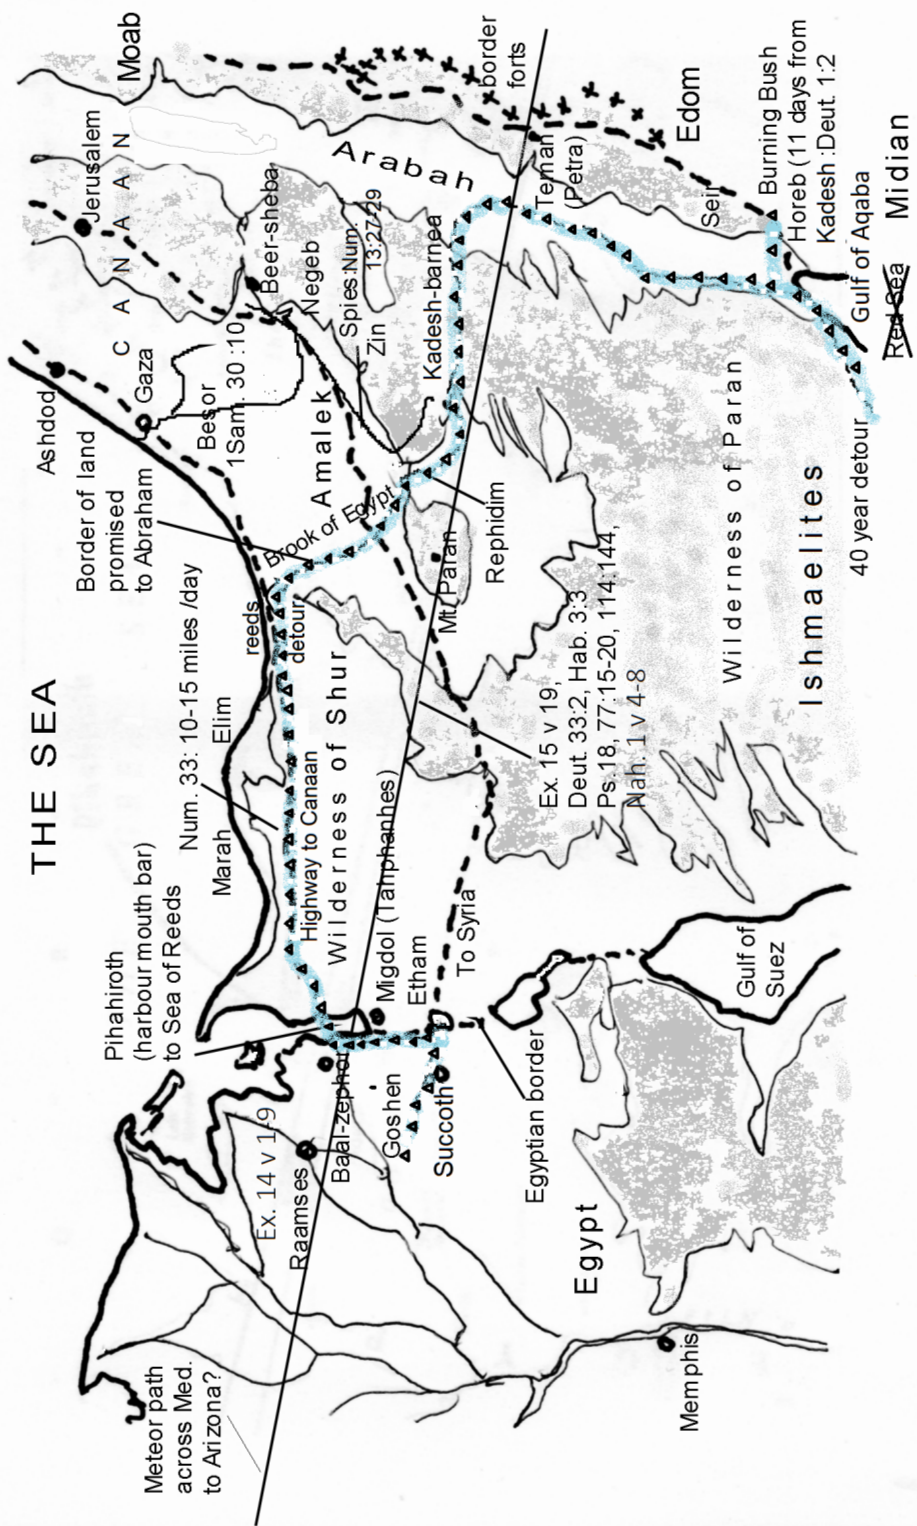 THE SEA
Moab
Jerusalem
C A N A A N
Ashdod
Gaza
Border of land
promised
to Abraham
Besor
1Sam. 30 :10
Beer-sheba
Negeb
Arabah
border
forts
Edom
Teman
(Petra)
Seir
Burning Bush
Horeb (11 days from
Kadesh :Deut. 1:2
Midian
Gulf of Aqaba
Red Sea
Spies:Num.
13:27-29
Zin
Kadesh-barnea
Amalek
Brook of Egypt
Rephidim
Mt. Paran
Wilderness of Paran
Ishmaelites
40 year detour
reeds
detour
Num. 33: 10-15 miles /day
Elim
Marah
Highway to Canaan
Wilderness of Shur
Ex. 15 v 19,
Deut. 33:2, Hab. 3:3
Ps. 18, 77:15-20, 114:144,
Nah. 1 v 4-8
Pihahiroth
(harbour mouth bar)
to Sea of Reeds
Migdol (Tahphanhes)
Etham
To Syria
Gulf of
Suez
Egyptian border
Baal-zephon
Goshen
Succoth
Ex. 14 v 1-9
Raamses
Egypt
Memphis
Meteor path
across Med.
to Arizona?